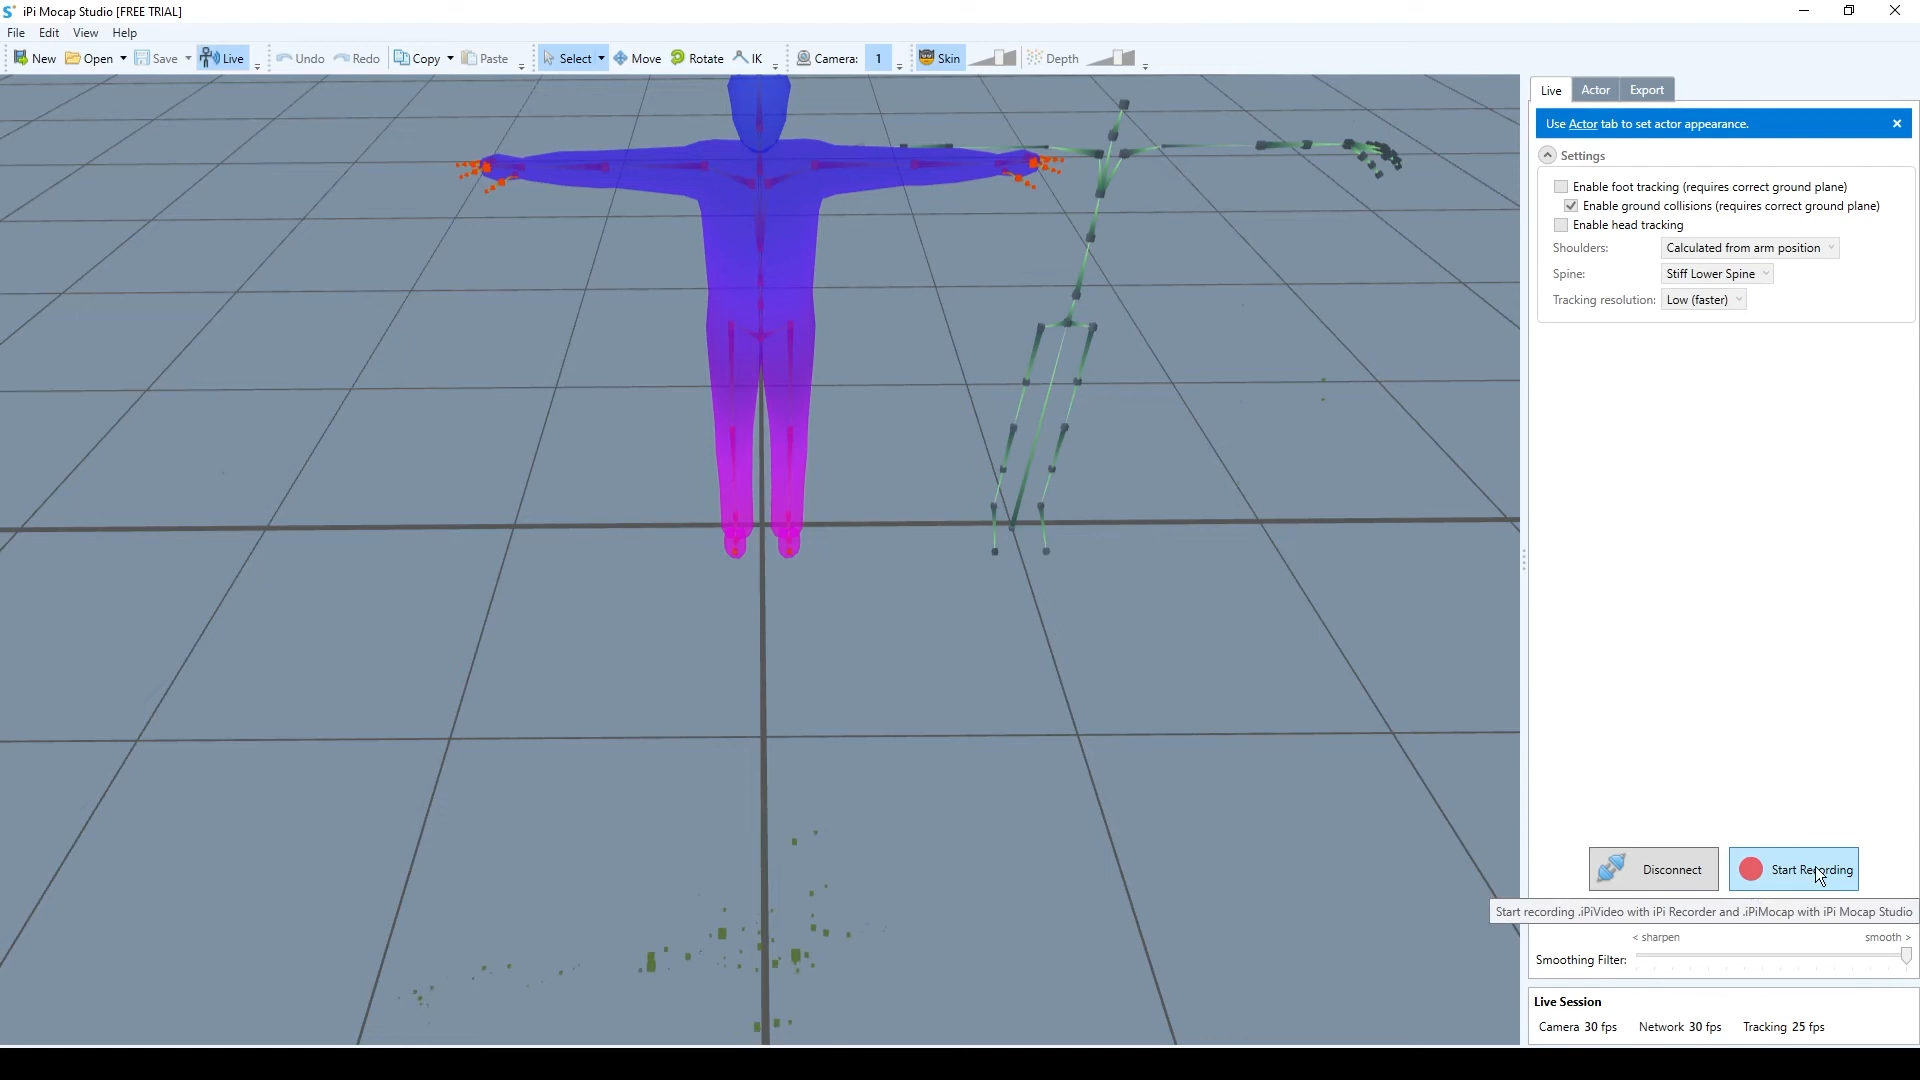 iPi Mocap Studio [FREE TRIAL]
File Edit View Help
New Open Save Live Undo Redo Copy Paste Select Move Rotate IK Camera: 1 Skin Depth
Live Actor Export
Use Actor tab to set actor appearance.
Settings
Enable foot tracking (requires correct ground plane)
Enable ground collisions (requires correct ground plane)
Enable head tracking
Shoulders: Calculated from arm position
Spine: Stiff Lower Spine
Tracking resolution: Low (faster)
Disconnect Start Recording
Start recording .iPiVideo with iPi Recorder and .iPiMocap with iPi Mocap Studio
< sharpen smooth >
Smoothing Filter:
Live Session
Camera 30 fps Network 30 fps Tracking 25 fps